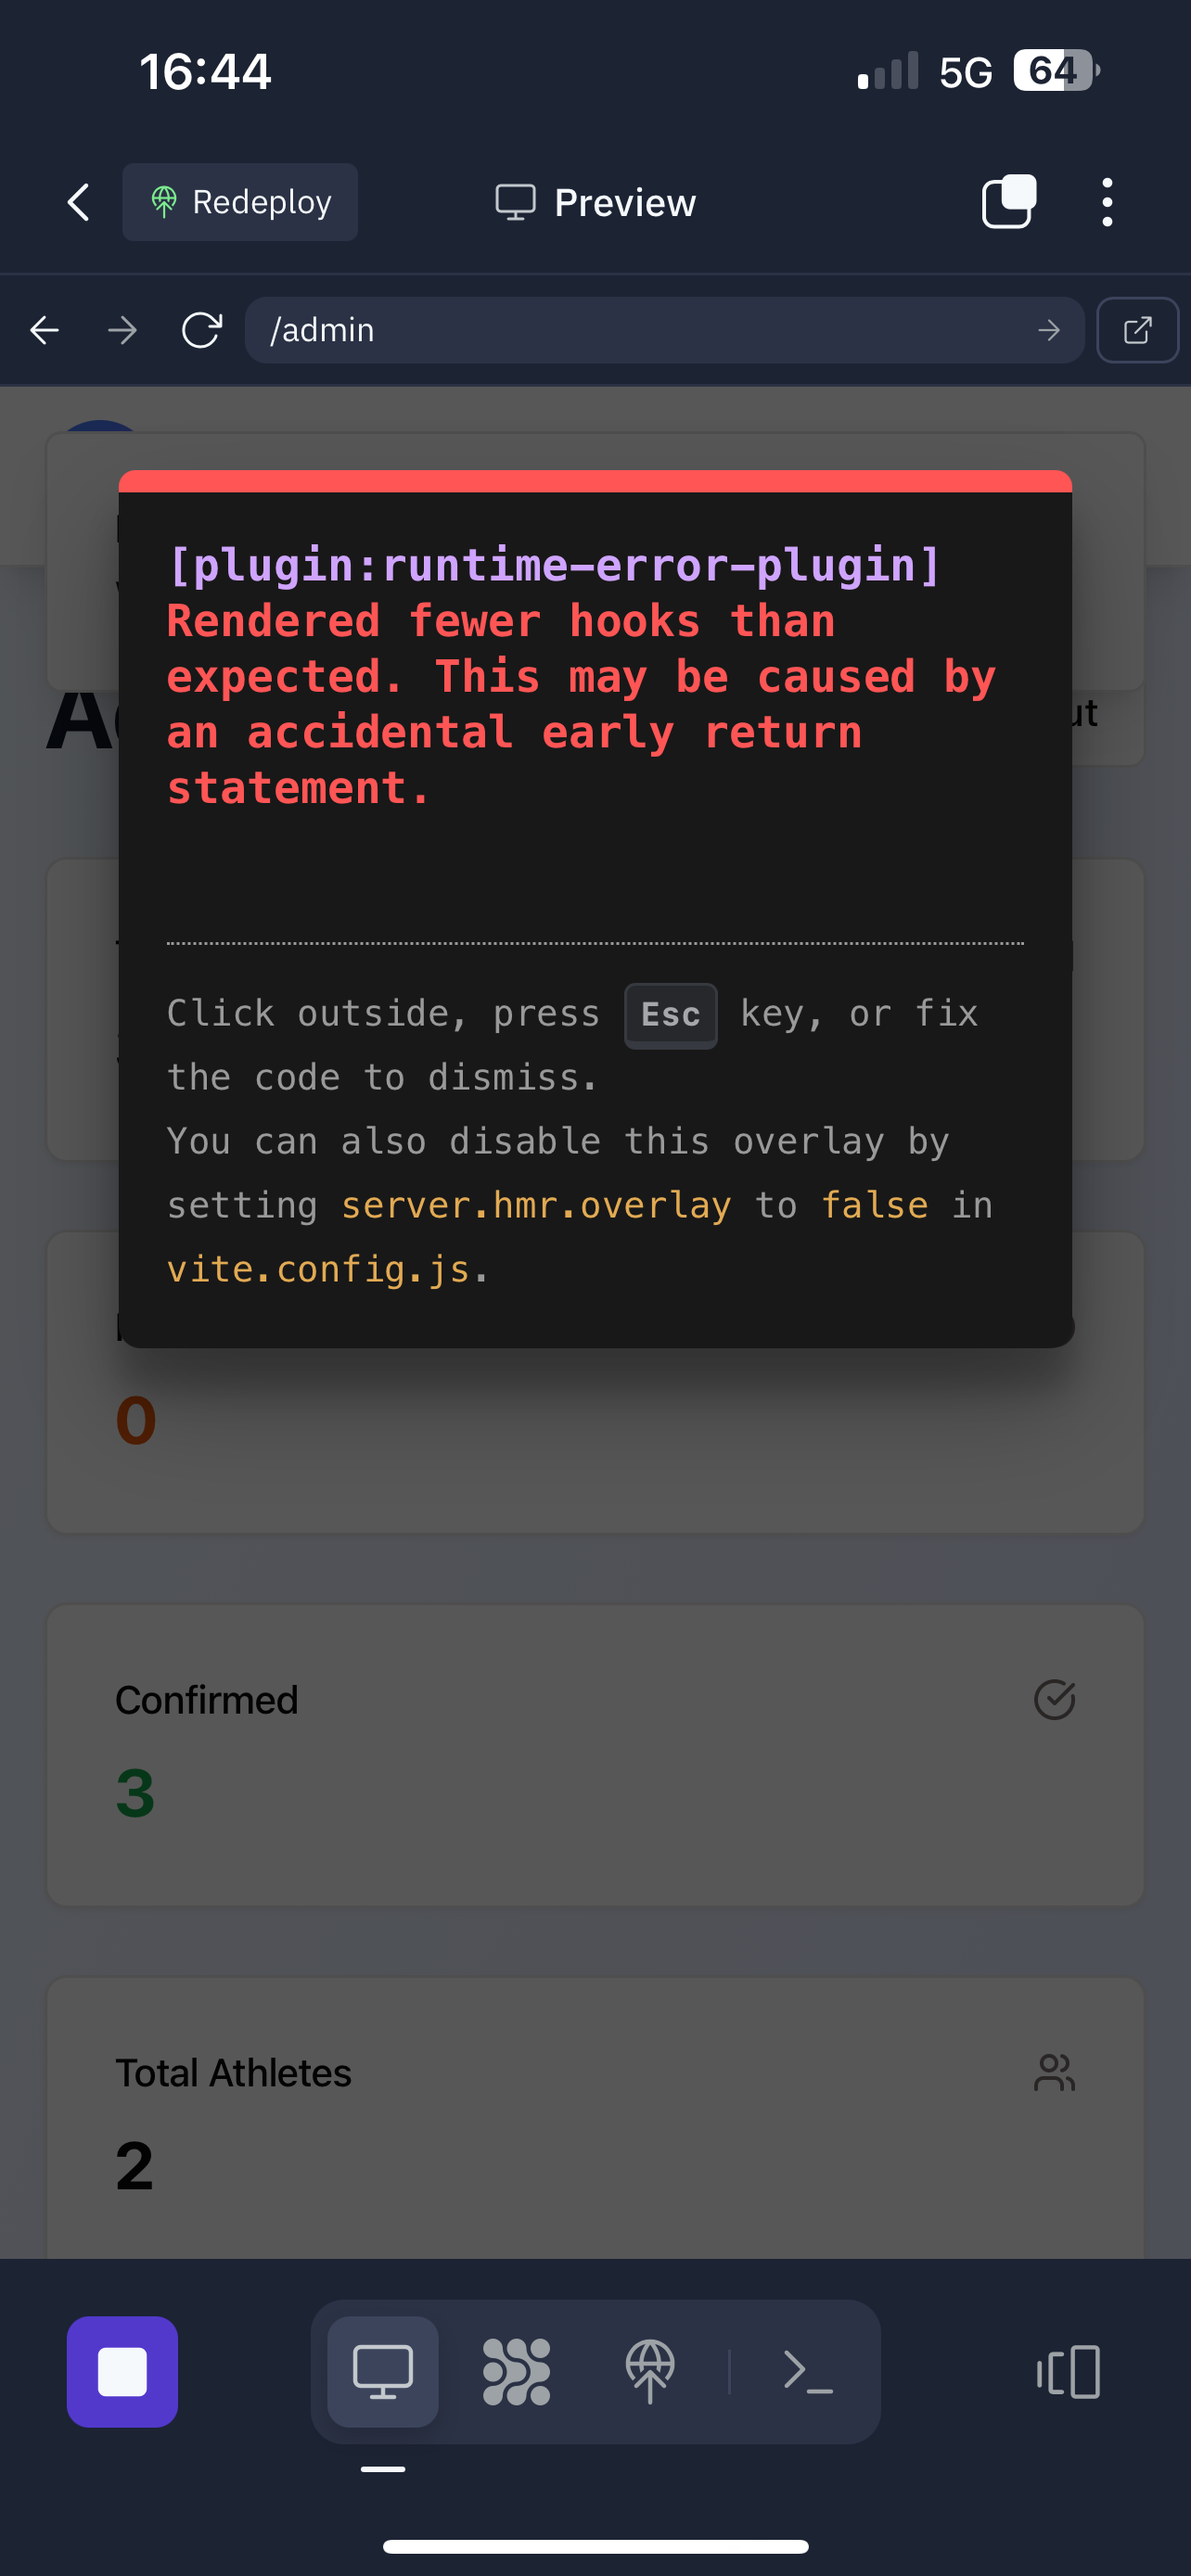 16:44
5G
64
Redeploy
Preview
/admin
[plugin:runtime-error-plugin]
Rendered fewer hooks than
expected. This may be caused by
an accidental early return
statement.
Click outside, press Esc key, or fix
the code to dismiss.
You can also disable this overlay by
setting server.hmr.overlay to false in
vite.config.js.
0
Confirmed
3
Total Athletes
2